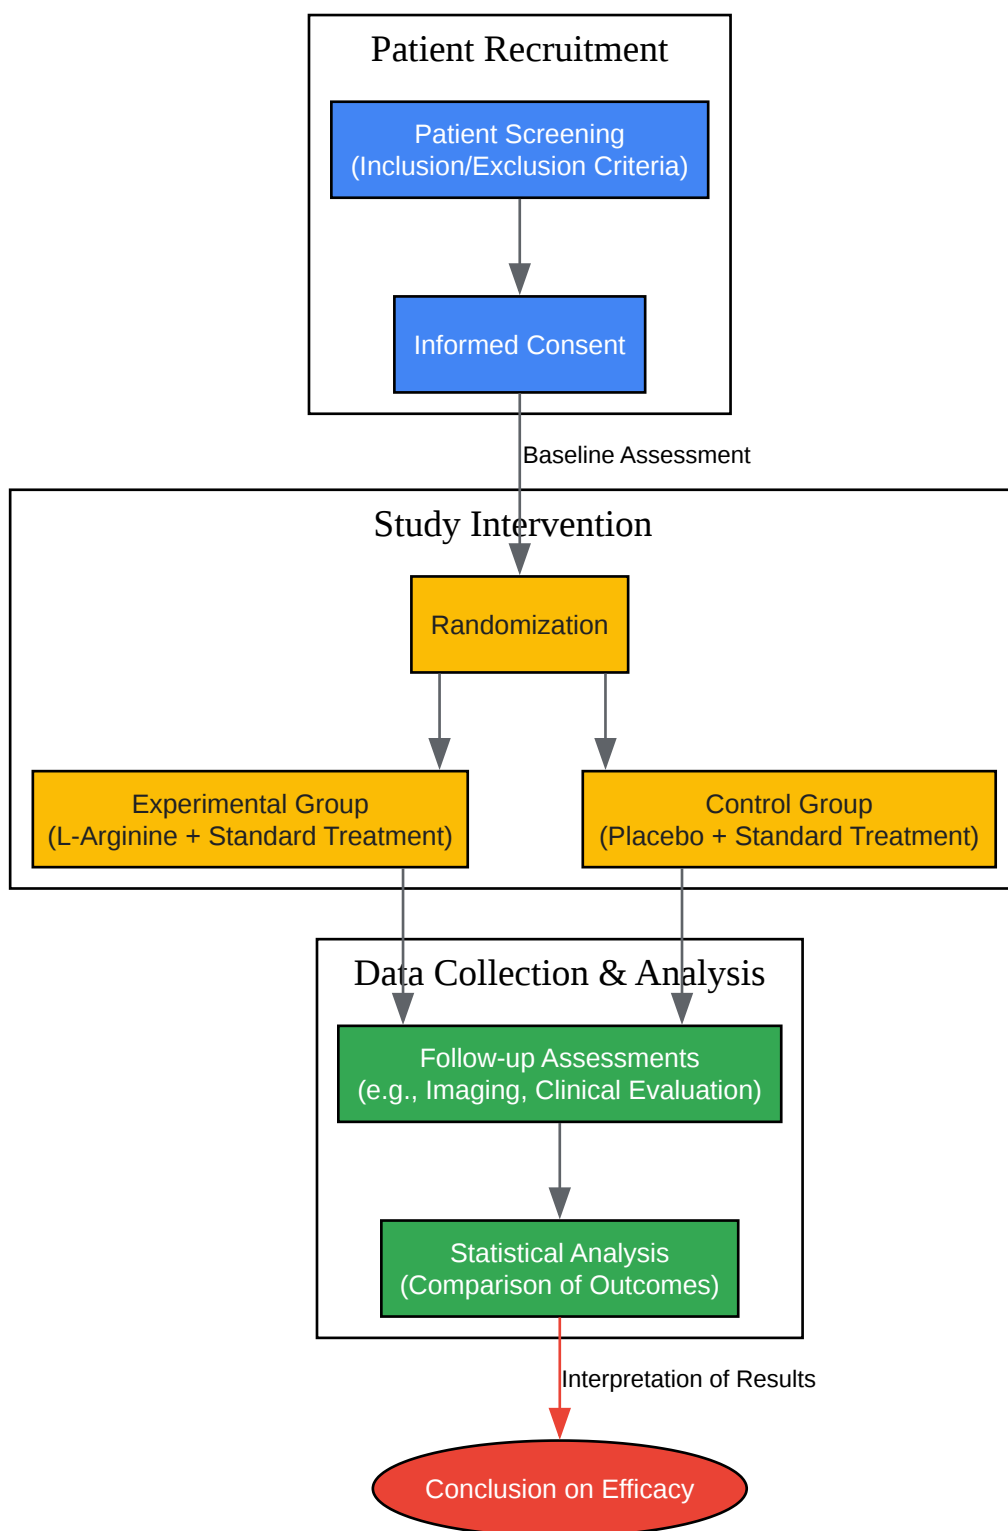 Patient Recruitment
Patient Screening
(Inclusion/Exclusion Criteria)
Informed Consent
Baseline Assessment
Study Intervention
Randomization
Experimental Group
(L-Arginine + Standard Treatment)
Control Group
(Placebo + Standard Treatment)
Data Collection & Analysis
Follow-up Assessments
(e.g., Imaging, Clinical Evaluation)
Statistical Analysis
(Comparison of Outcomes)
Interpretation of Results
Conclusion on Efficacy